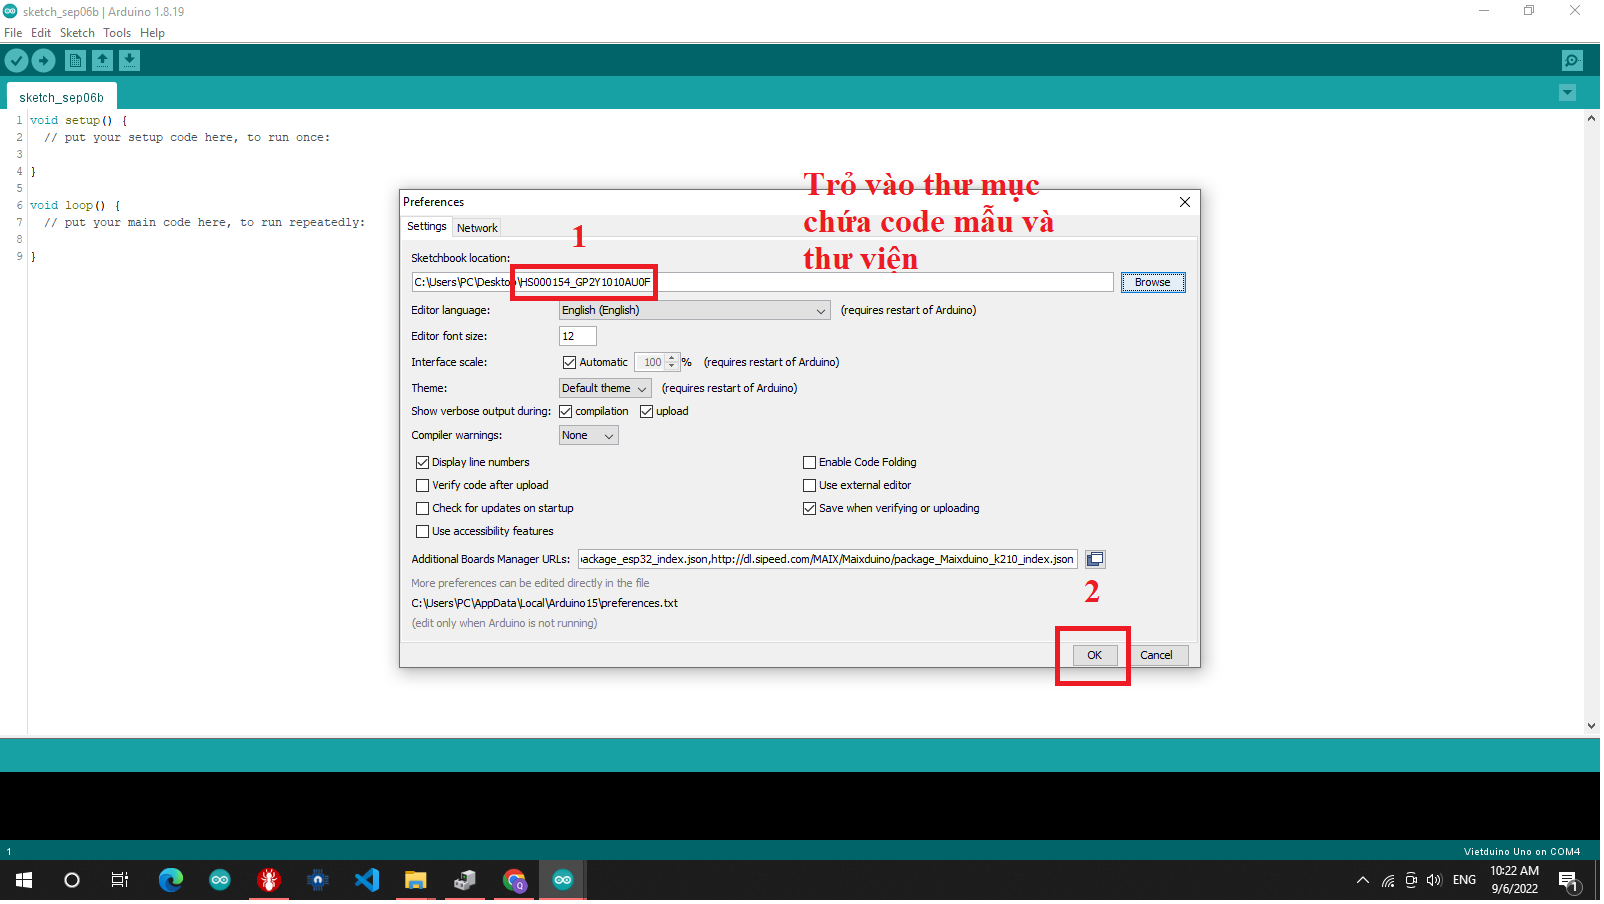 sketch_sep06b | Arduino 1.8.19
File Edit Sketch Tools Help
sketch_sep06b
1 void setup() {
2 // put your setup code here, to run once:
3
4 }
5
6 void loop() {
7 // put your main code here, to run repeatedly:
8
9 }
Trỏ vào thư mục
chứa code mẫu và
thư viện
Preferences
Settings Network
1
Sketchbook location:
C:\Users\PC\Desktop\HS000154_GP2Y1010AU0F Browse
Editor language: English (English) (requires restart of Arduino)
Editor font size: 12
Interface scale: Automatic 100 % (requires restart of Arduino)
Theme: Default theme (requires restart of Arduino)
Show verbose output during: compilation upload
Compiler warnings: None
Display line numbers Enable Code Folding
Verify code after upload Use external editor
Check for updates on startup Save when verifying or uploading
Use accessibility features
Additional Boards Manager URLs: package_esp32_index.json,http://dl.sipeed.com/MAIX/Maixduino/package_Maixduino_k210_index.json
More preferences can be edited directly in the file
2
C:\Users\PC\AppData\Local\Arduino15\preferences.txt
(edit only when Arduino is not running)
OK Cancel
1 Vietduino Uno on COM4
Q ENG 10:22 AM
9/6/2022 1